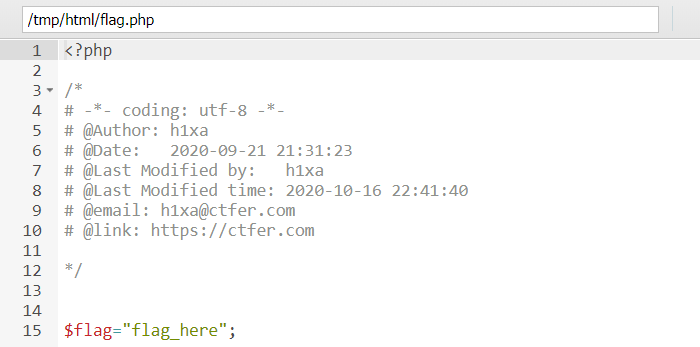 /tmp/html/flag.php
1 <?php
2
3 /*
4 # -*- coding: utf-8 -*-
5 # @Author: h1xa
6 # @Date:   2020-09-21 21:31:23
7 # @Last Modified by:   h1xa
8 # @Last Modified time: 2020-10-16 22:41:40
9 # @email: h1xa@ctfer.com
10 # @link: https://ctfer.com
11
12 */
13
14
15 $flag="flag_here";